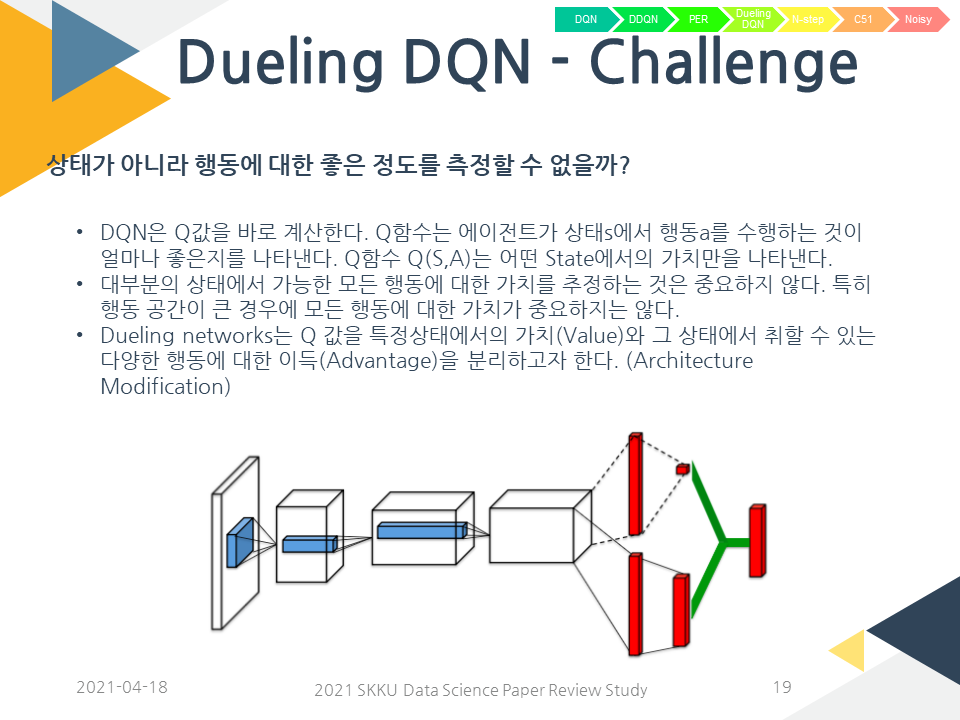 DQN
DDQN
PER
Dueling
DQN
N-step
C51
Noisy
Dueling DQN - Challenge
상태가 아니라 행동에 대한 좋은 정도를 측정할 수 없을까?
• DQN은 Q값을 바로 계산한다. Q함수는 에이전트가 상태s에서 행동a를 수행하는 것이
얼마나 좋은지를 나타낸다. Q함수 Q(S,A)는 어떤 State에서의 가치만을 나타낸다.
• 대부분의 상태에서 가능한 모든 행동에 대한 가치를 추정하는 것은 중요하지 않다. 특히
행동 공간이 큰 경우에 모든 행동에 대한 가치가 중요하지는 않다.
• Dueling networks는 Q 값을 특정상태에서의 가치(Value)와 그 상태에서 취할 수 있는
다양한 행동에 대한 이득(Advantage)을 분리하고자 한다. (Architecture
Modification)
2021-04-18
2021 SKKU Data Science Paper Review Study
19